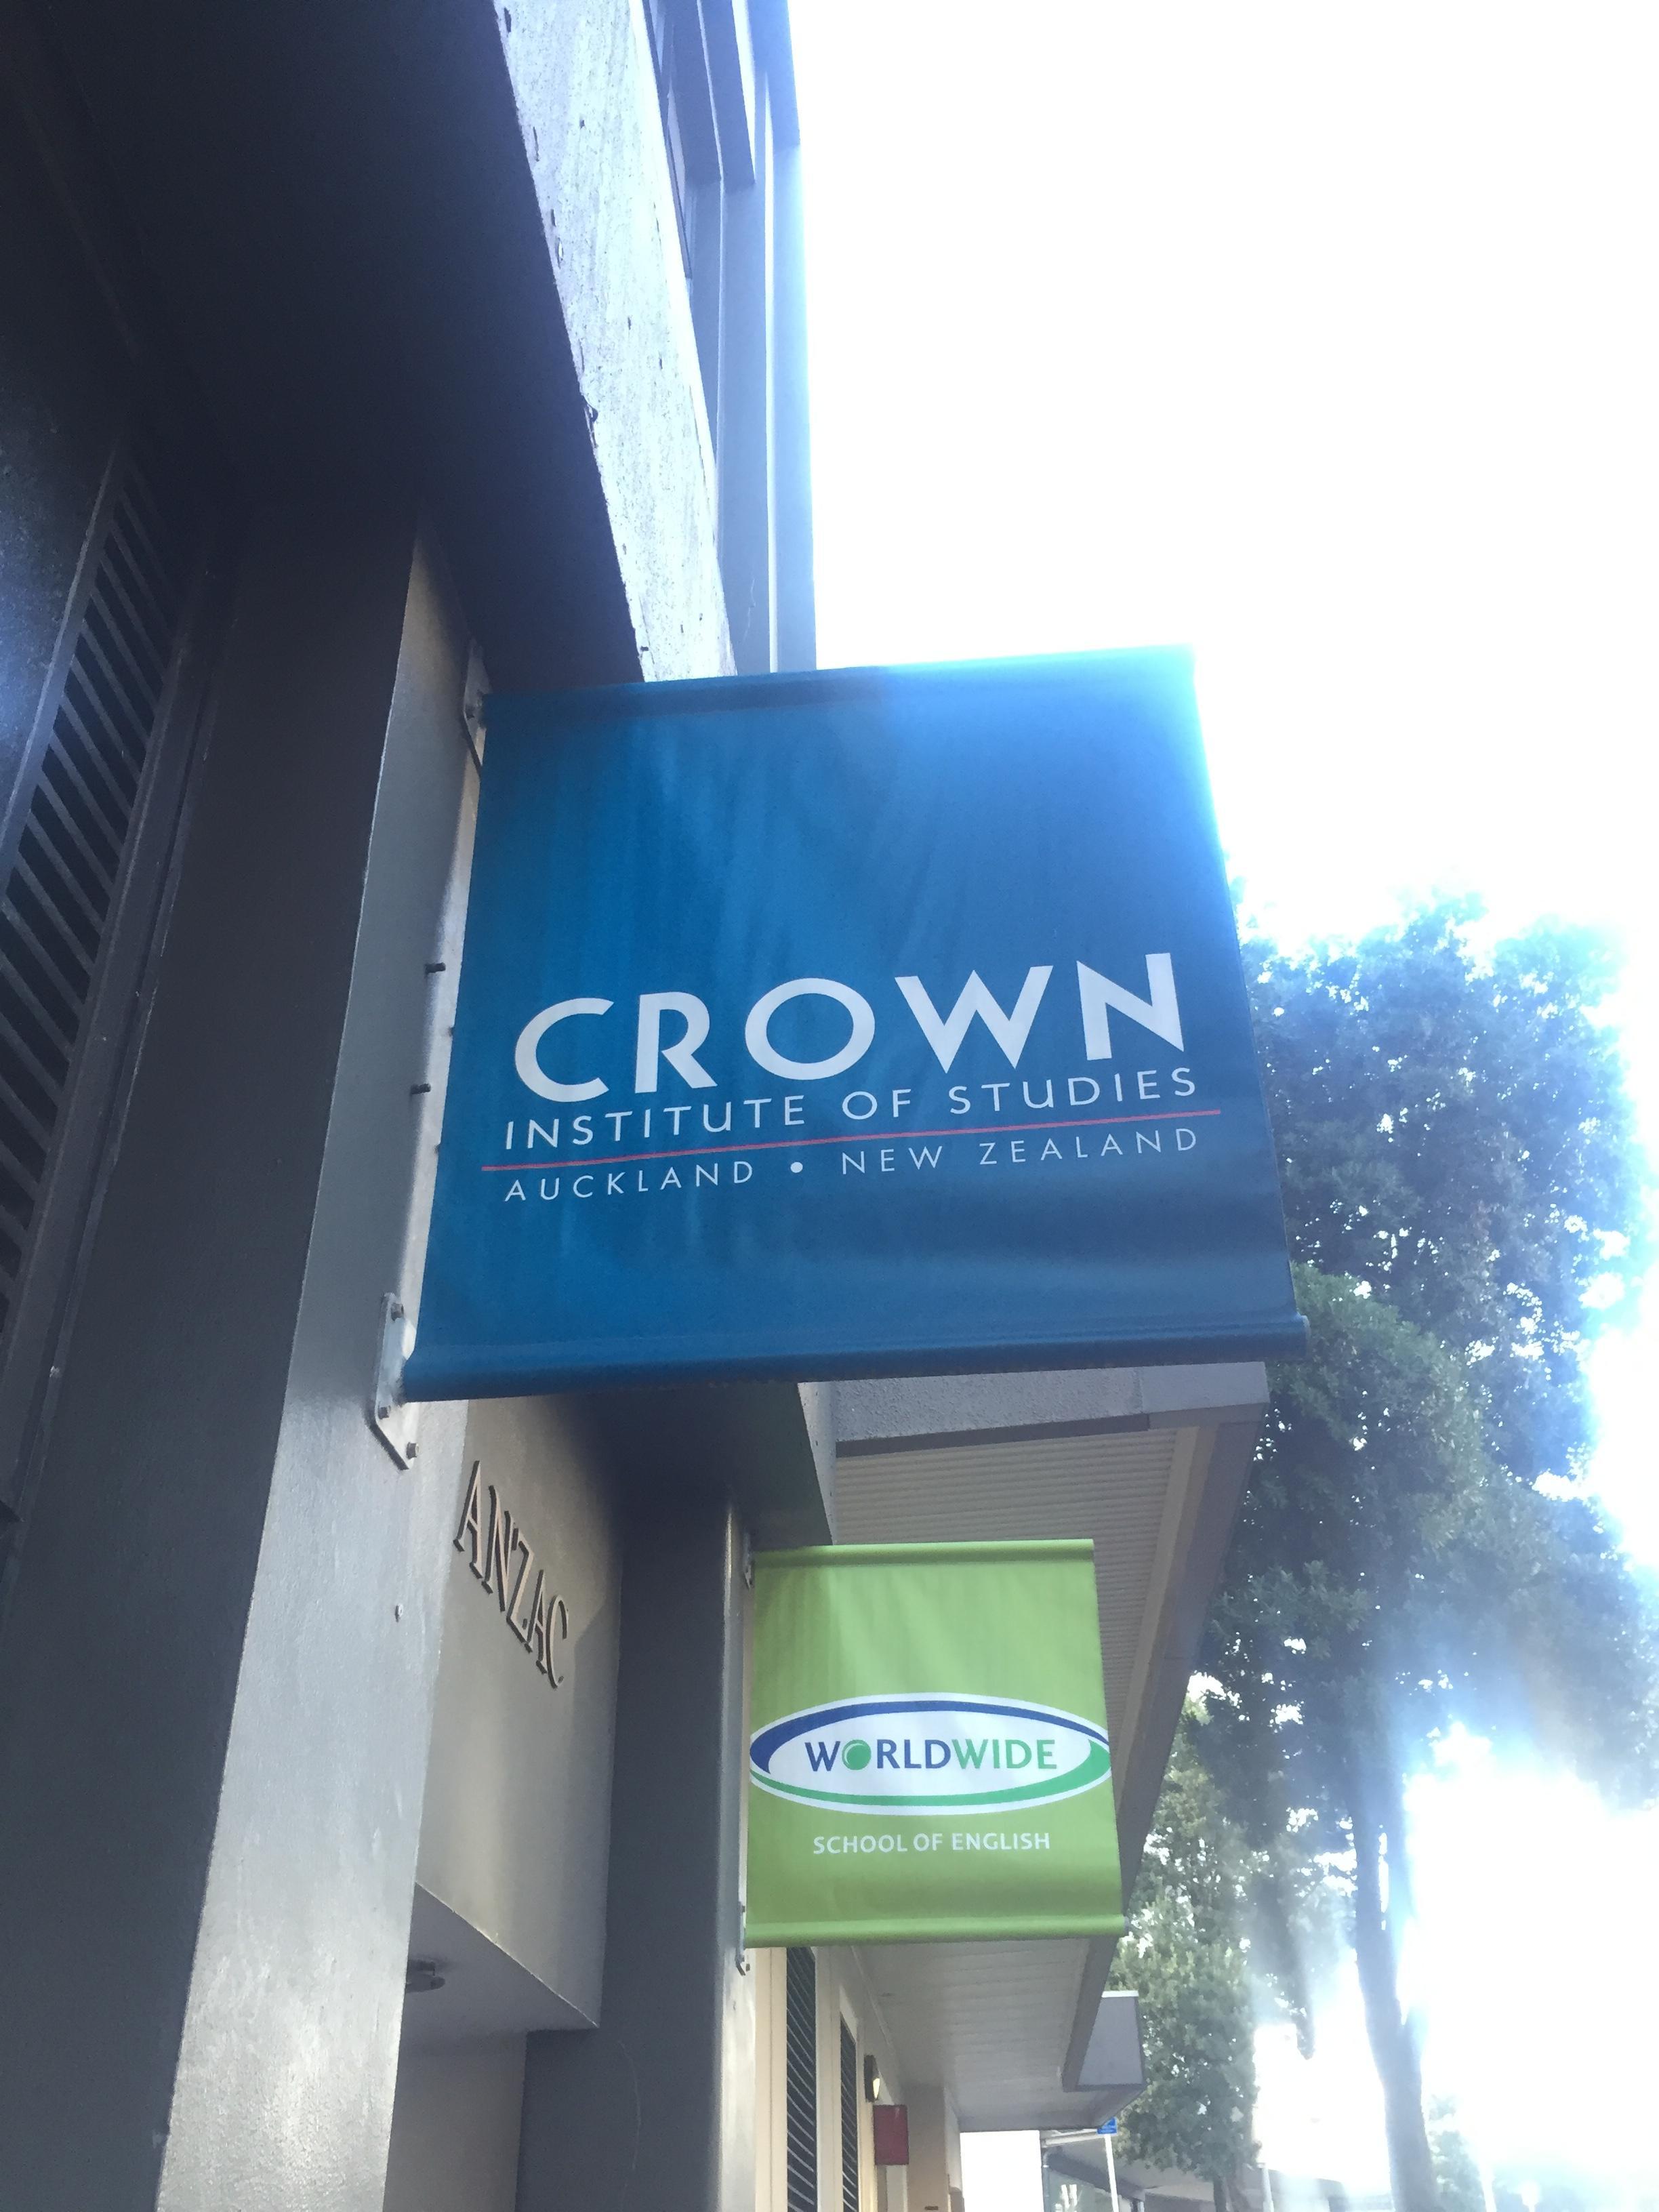 CROWN
INSTITUTE OF STUDIES
AUCKLAND • NEW ZEALAND
ANZAC
WORLDWIDE
SCHOOL OF ENGLISH